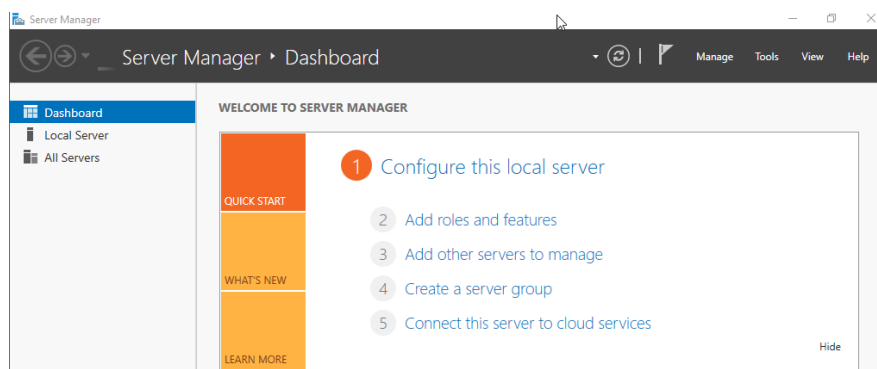 Server Manager
Server Manager ‣ Dashboard
Manage Tools View Help
Dashboard
Local Server
All Servers
WELCOME TO SERVER MANAGER
QUICK START
WHAT'S NEW
LEARN MORE
1 Configure this local server
2 Add roles and features
3 Add other servers to manage
4 Create a server group
5 Connect this server to cloud services
Hide